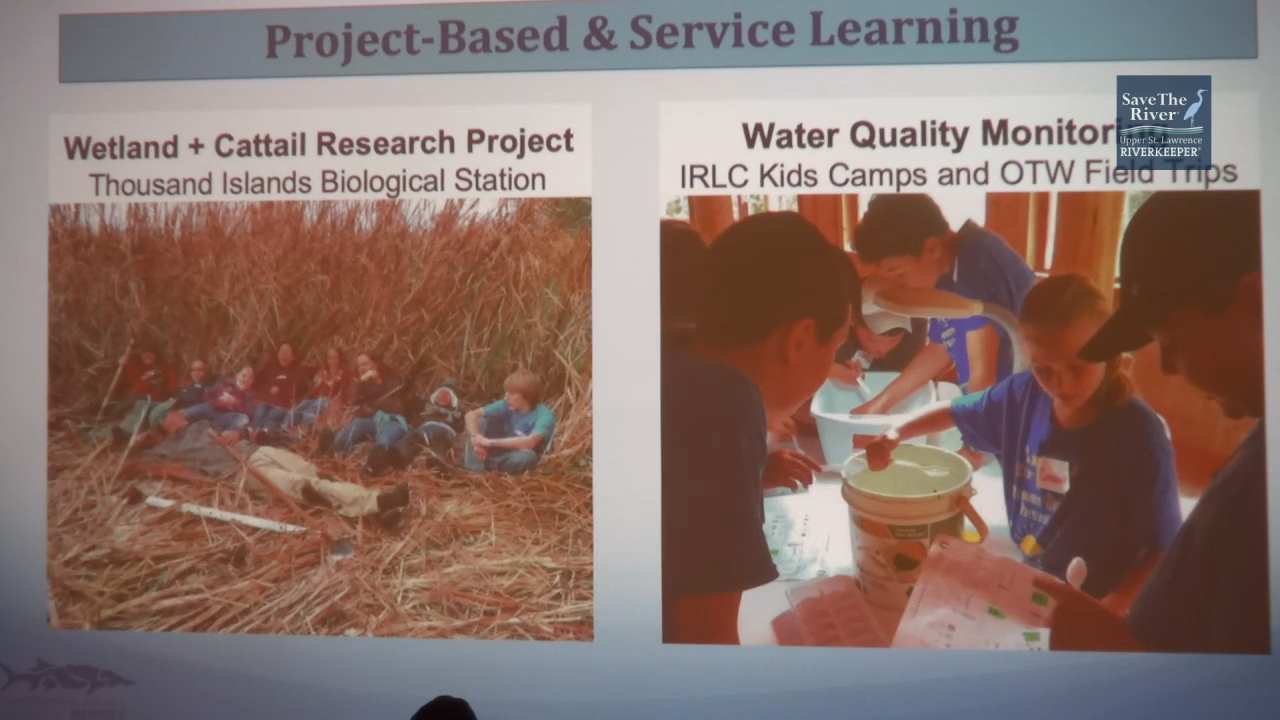 Project-Based & Service Learning
Wetland + Cattail Research Project
Thousand Islands Biological Station
Water Quality Monitori
IRLC Kids Camps and OTW Field Trips
Save The
River
Upper St. Lawrence
RIVERKEEPER